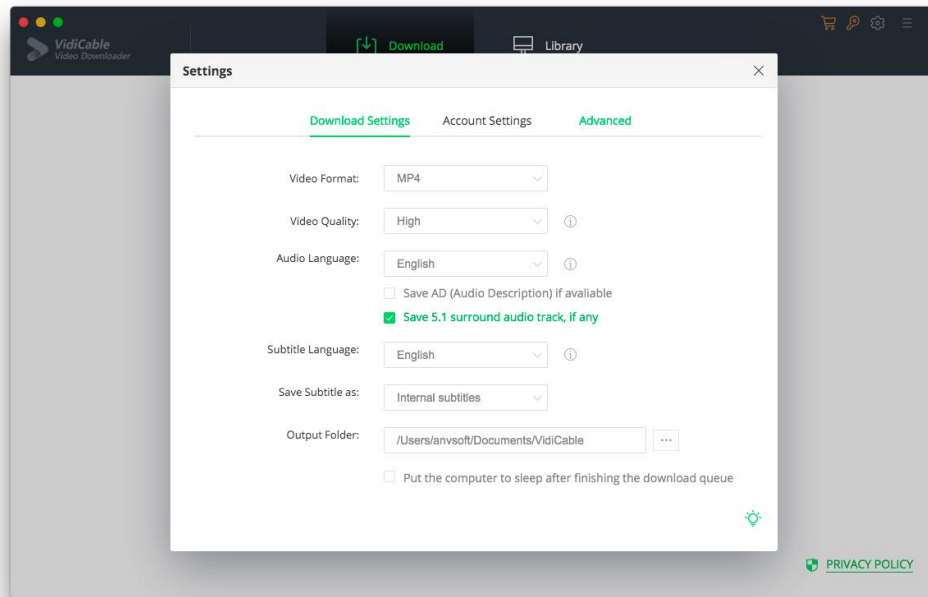 VidiCable
Video Downloader
Download
Library
Settings
Download Settings
Account Settings
Advanced
Video Format:
MP4
Video Quality:
High
Audio Language:
English
Save AD (Audio Description) if avaliable
Save 5.1 surround audio track, if any
Subtitle Language:
English
Save Subtitle as:
Internal subtitles
Output Folder:
/Users/anvsoft/Documents/VidiCable
...
Put the computer to sleep after finishing the download queue
PRIVACY POLICY